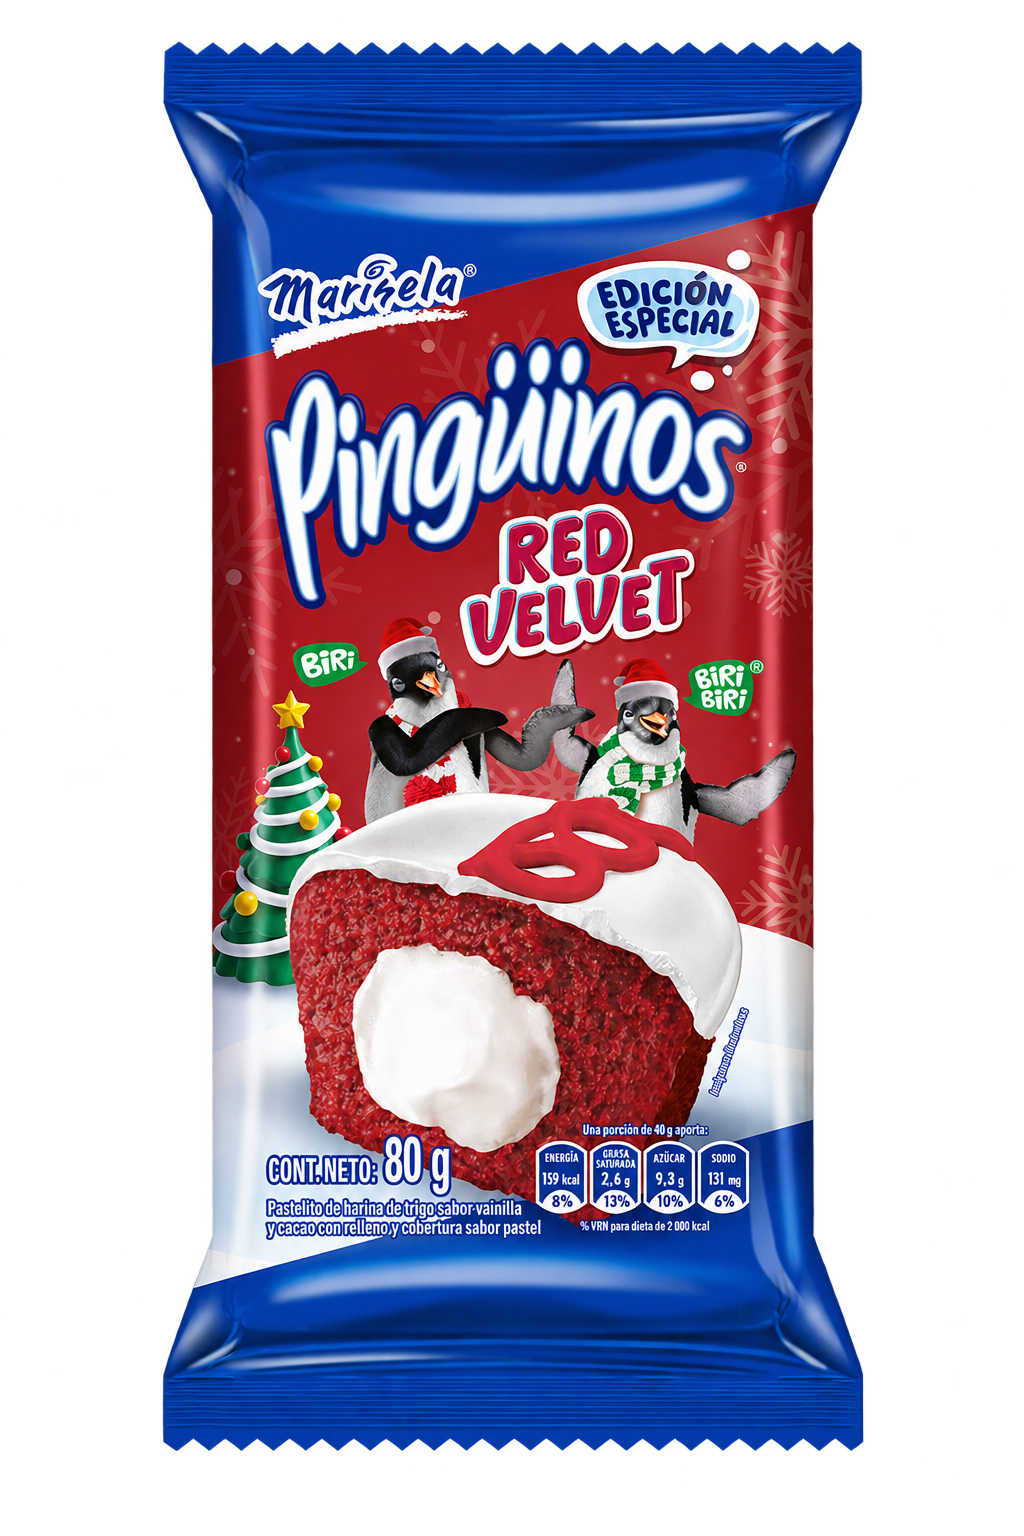 Marinela®
EDICIÓN
ESPECIAL
Pingüinos®
RED
VELVET
BiRi
BiRi ®
BiRi
Una porción de 40 g aporta:
ENERGÍA
159 kcal
8%
GRASA
SATURADA
2,6 g
13%
AZÚCAR
9,3 g
10%
SODIO
131 mg
6%
% VRN para dieta de 2 000 kcal
CONT. NETO: 80 g
Pastelito de harina de trigo sabor vainilla
y cacao con relleno y cobertura sabor pastel